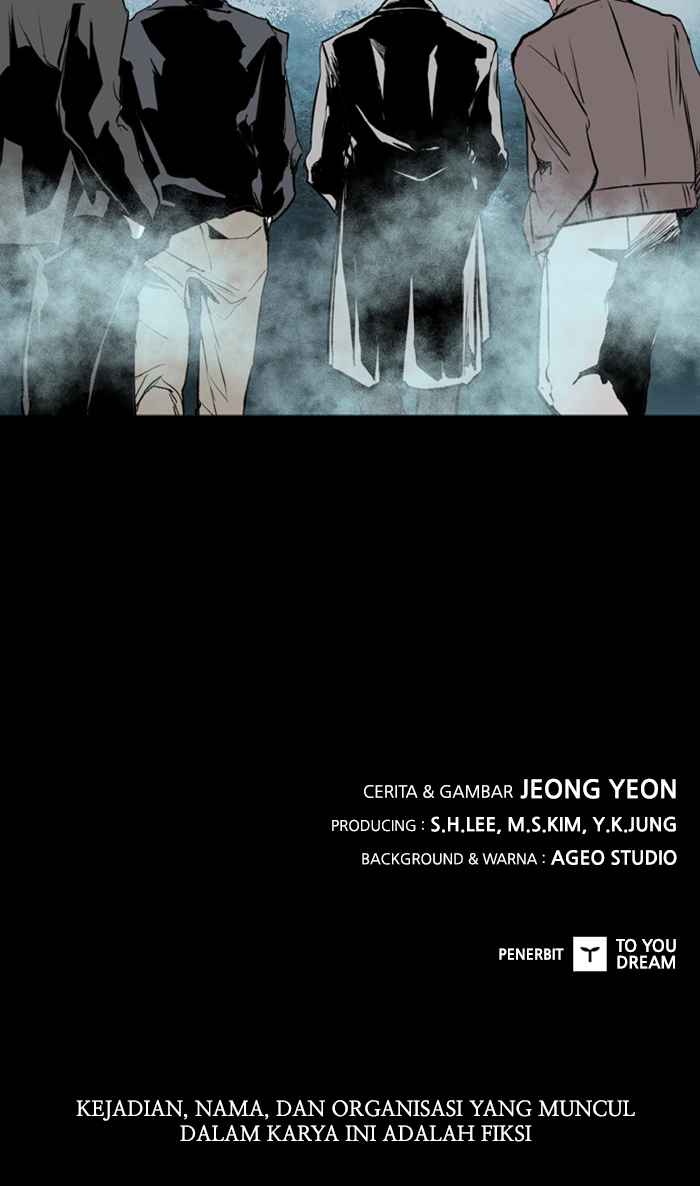 CERITA & GAMBAR JEONG YEON
PRODUCING : S.H.LEE, M.S.KIM, Y.K.JUNG
BACKGROUND & WARNA : AGEO STUDIO
PENERBIT TO YOU
DREAM
KEJADIAN, NAMA, DAN ORGANISASI YANG MUNCUL
DALAM KARYA INI ADALAH FIKSI